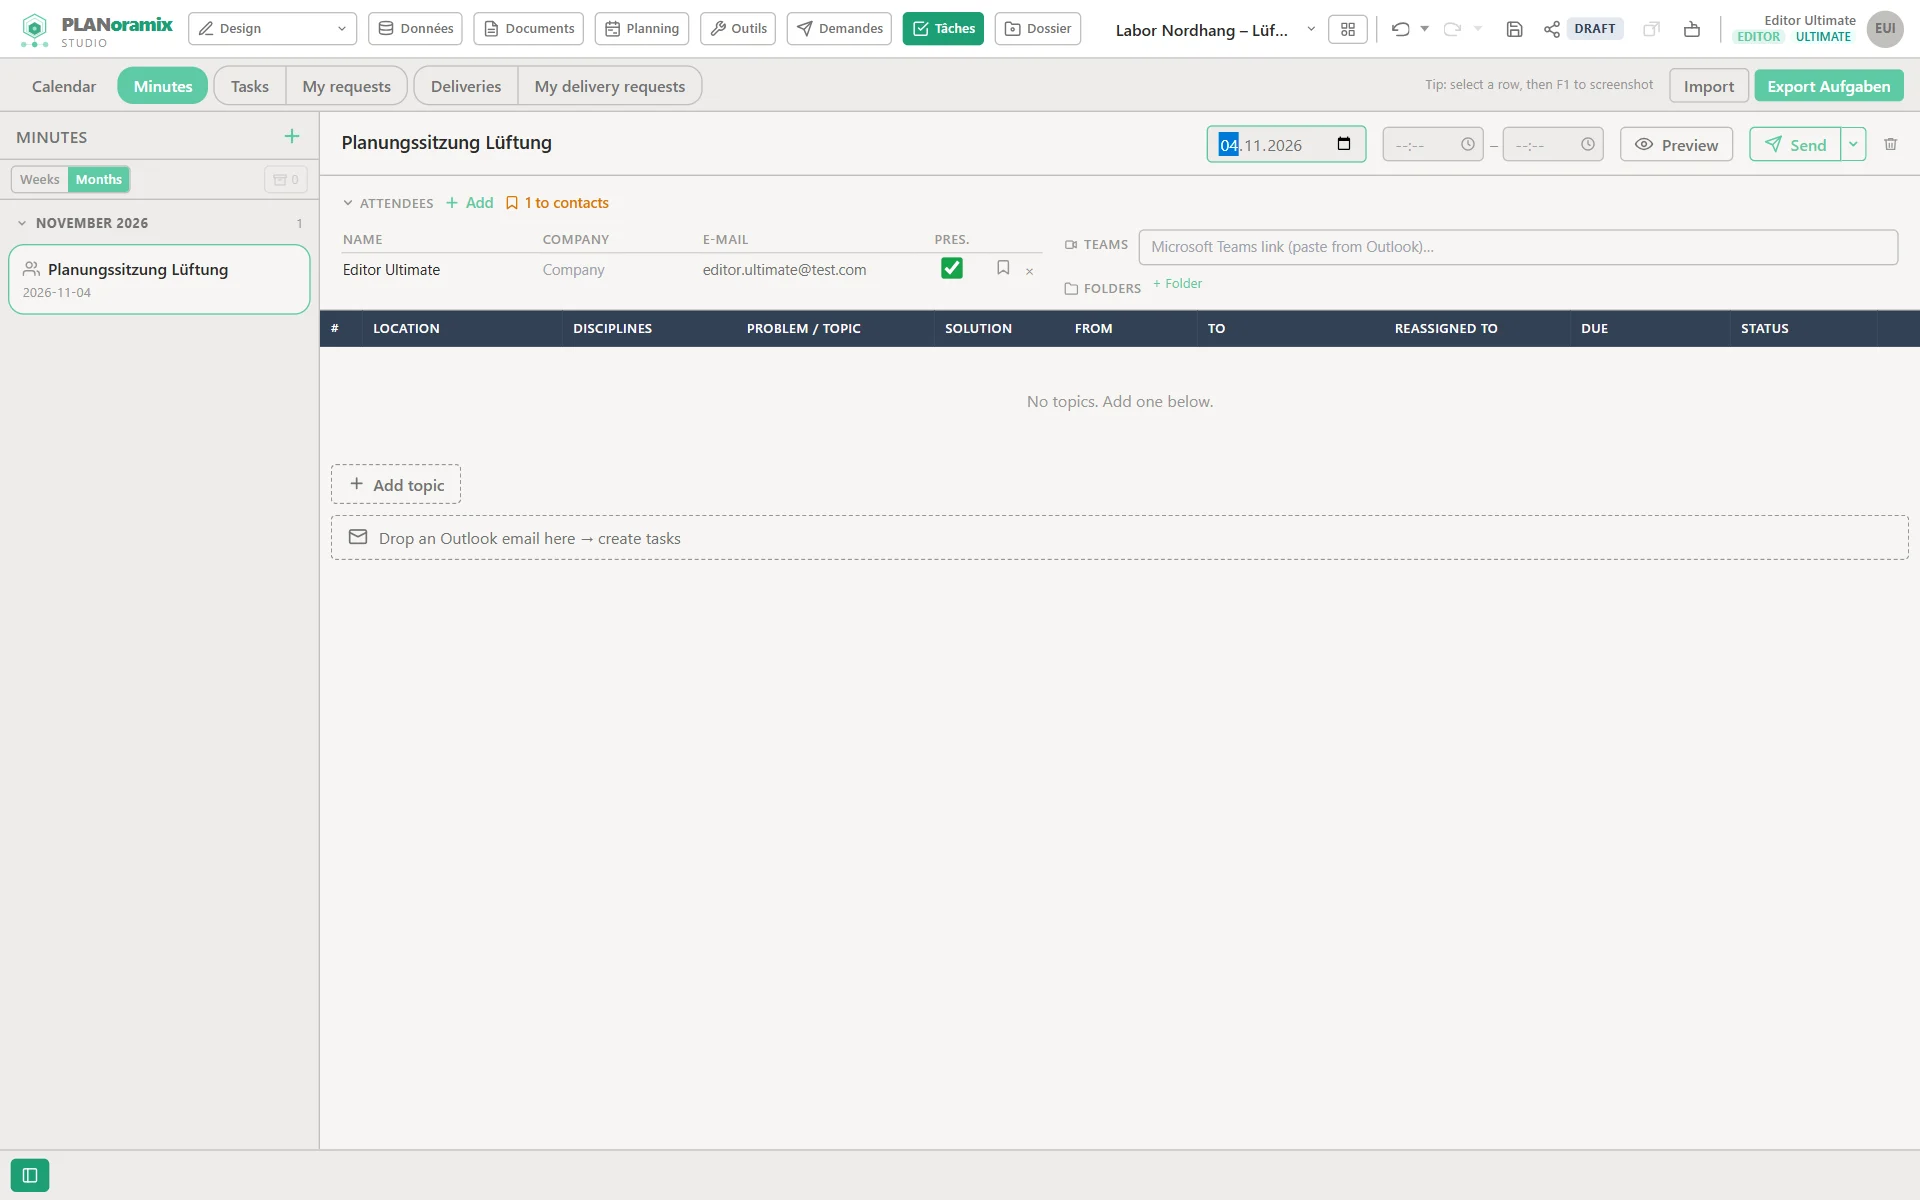 PLANoramix
STUDIO
Design
Données
Documents
Planning
Outils
Demandes
Tâches
Dossier
Labor Nordhang – Lüf...
DRAFT
Editor Ultimate
EDITOR ULTIMATE
EUI
Calendar
Minutes
Tasks
My requests
Deliveries
My delivery requests
Tip: select a row, then F1 to screenshot
Import
Export Aufgaben
MINUTES
Weeks
Months
0
NOVEMBER 2026
1
Planungssitzung Lüftung
2026-11-04
Planungssitzung Lüftung
04.11.2026
--:-- – --:--
Preview
Send
ATTENDEES
+ Add
1 to contacts
NAME COMPANY E-MAIL PRES.
Editor Ultimate Company editor.ultimate@test.com
TEAMS
Microsoft Teams link (paste from Outlook)...
FOLDERS
+ Folder
# LOCATION DISCIPLINES PROBLEM / TOPIC SOLUTION FROM TO REASSIGNED TO DUE STATUS
No topics. Add one below.
+ Add topic
Drop an Outlook email here → create tasks